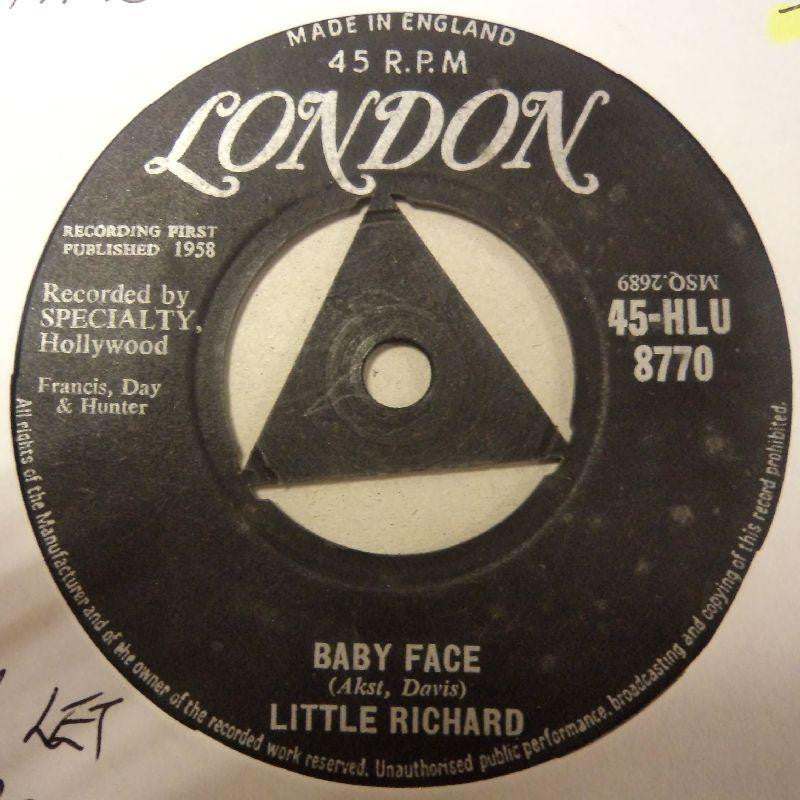 MADE IN ENGLAND
45 R.P.M
LONDON
RECORDING FIRST
PUBLISHED 1958
Recorded by
SPECIALTY,
Hollywood
Francis, Day
& Hunter
MSQ.2689
45-HLU
8770
BABY FACE
(Akst, Davis)
LITTLE RICHARD
All rights of the Manufacturer and of the owner of the recorded work reserved. Unauthorised public performance, broadcasting and copying of this record prohibited.
LET